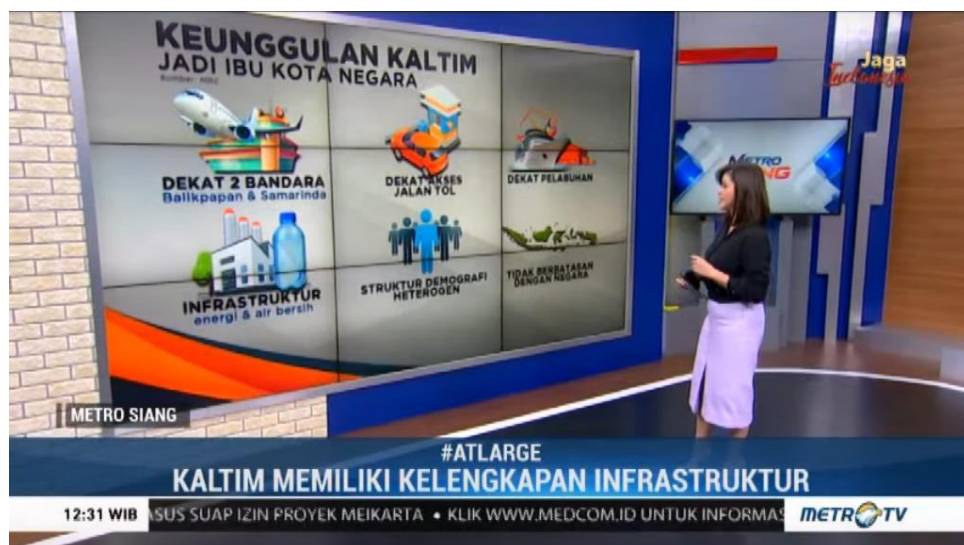 KEUNGGULAN KALTIM
JADI IBU KOTA NEGARA
Jaga
Indonesia
METRO
DEKAT 2 BANDARA
Balikpapan & Samarinda
DEKAT AKSES
JALAN TOL
DEKAT PELABUHAN
INFRASTRUKTUR
energi & air bersih
STRUKTUR DEMOGRAFI
HETEROGEN
TIDAK BERBATASAN
DENGAN NEGARA
METRO SIANG
#ATLARGE
KALTIM MEMILIKI KELENGKAPAN INFRASTRUKTUR
12:31 WIB
SUS SUAP IZIN PROYEK MEIKARTA • KLIK WWW.MEDCOM.ID UNTUK INFORMAS
METRO TV